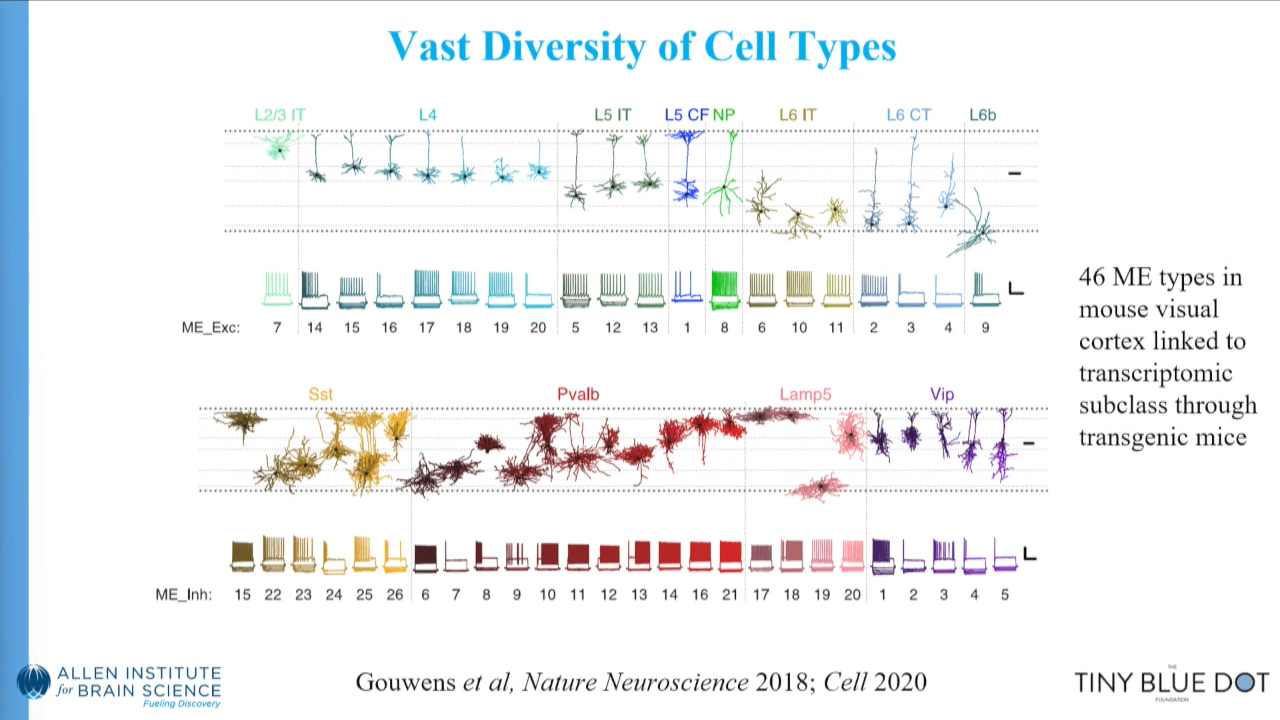 Vast Diversity of Cell Types
L2/3 IT L4 L5 IT L5 CF NP L6 IT L6 CT L6b
ME_Exc: 7 14 15 16 17 18 19 20 5 12 13 1 8 6 10 11 2 3 4 9
46 ME types in
mouse visual
cortex linked to
transcriptomic
subclass through
transgenic mice
Sst Pvalb Lamp5 Vip
ME_Inh: 15 22 23 24 25 26 6 7 8 9 10 11 12 13 14 16 21 17 18 19 20 1 2 3 4 5
ALLEN INSTITUTE
for BRAIN SCIENCE
Fueling Discovery
Gouwens et al, Nature Neuroscience 2018; Cell 2020
THE
TINY BLUE DOT
FOUNDATION